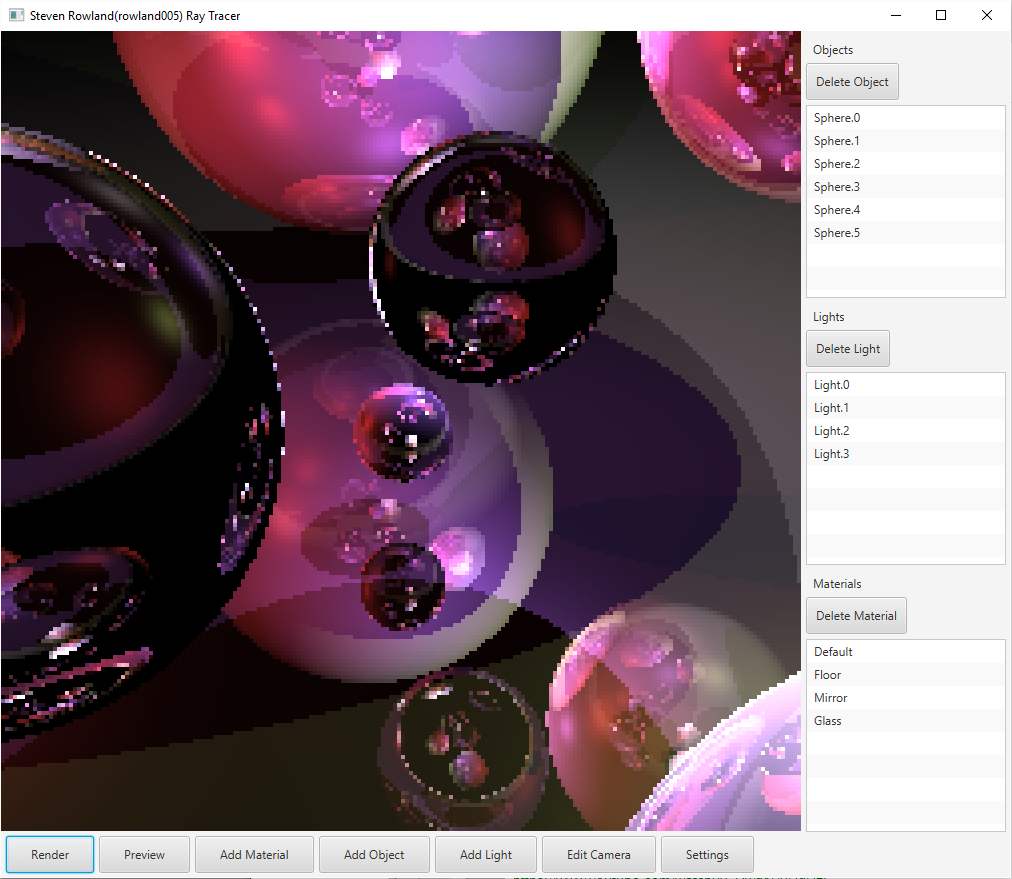 Steven Rowland(rowland005) Ray Tracer
Objects
Delete Object
Sphere.0
Sphere.1
Sphere.2
Sphere.3
Sphere.4
Sphere.5
Lights
Delete Light
Light.0
Light.1
Light.2
Light.3
Materials
Delete Material
Default
Floor
Mirror
Glass
Render
Preview
Add Material
Add Object
Add Light
Edit Camera
Settings